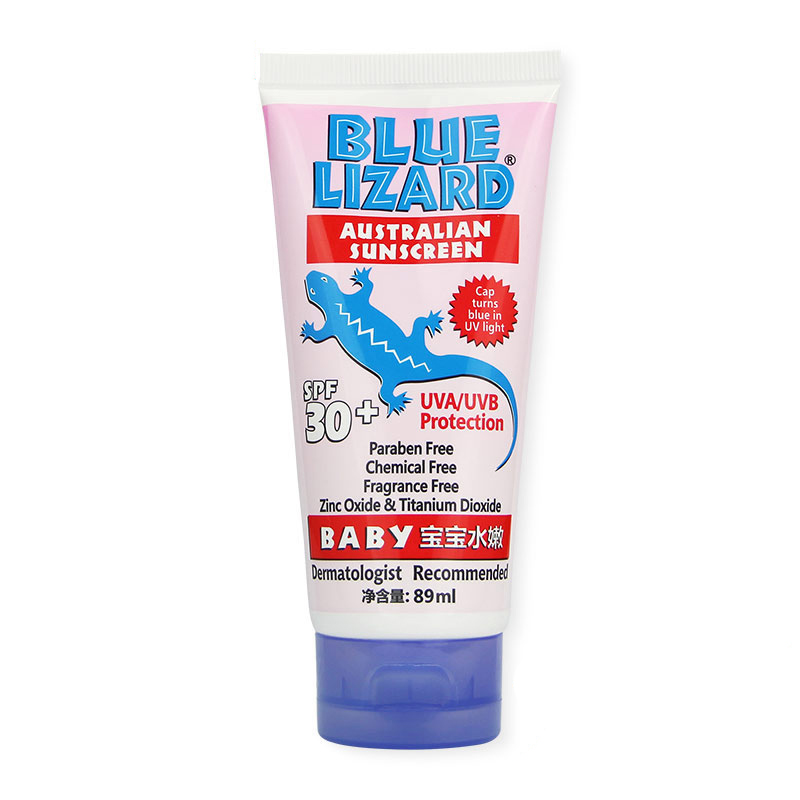 BLUE
LIZARD®
AUSTRALIAN
SUNSCREEN
Cap
turns
blue in
UV light
SPF
30+
UVA/UVB
Protection
Paraben Free
Chemical Free
Fragrance Free
Zinc Oxide & Titanium Dioxide
BABY 宝宝水嫩
Dermatologist Recommended
净含量: 89ml